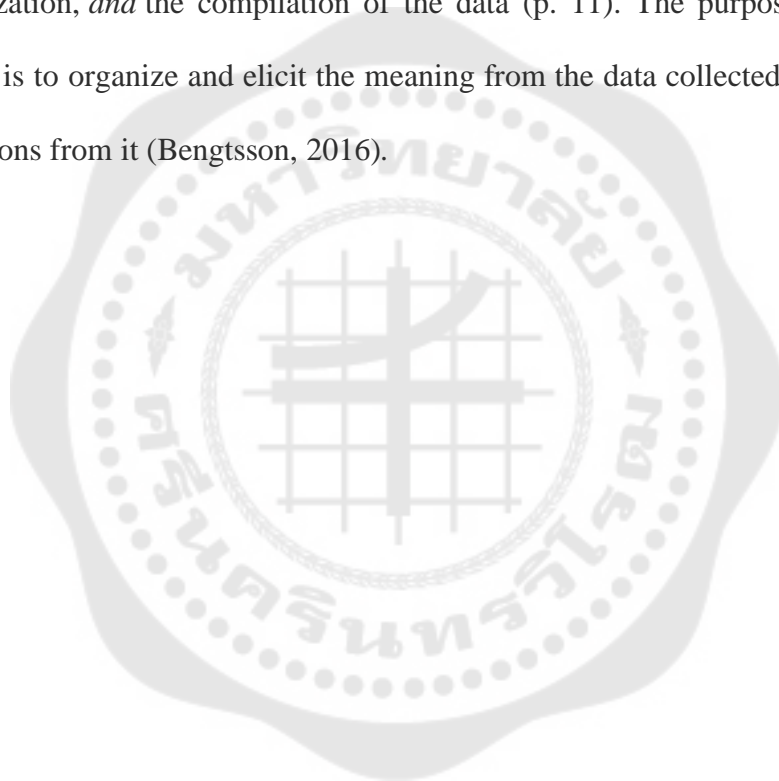 zation, and the compilation of the data (p. 11). The purpos
is to organize and elicit the meaning from the data collected
ons from it (Bengtsson, 2016).
มหาวิทยาลัย
ศรีนครินทรวิโรฒ